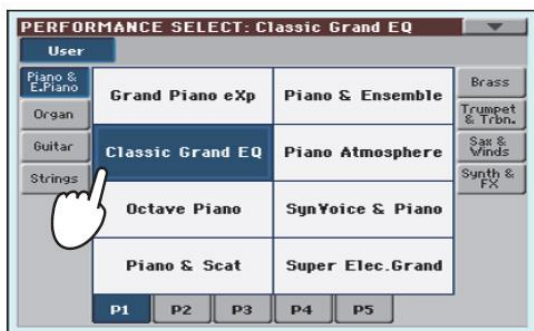 PERFORMANCE SELECT: Classic Grand EQ
User
Piano &
E.Piano
Organ
Guitar
Strings
Grand Piano eXp
Piano & Ensemble
Classic Grand EQ
Piano Atmosphere
Octave Piano
SynVoice & Piano
Piano & Scat
Super Elec.Grand
Brass
Trumpet
& Trbn.
Sax &
Winds
Synth &
FX
P1
P2
P3
P4
P5